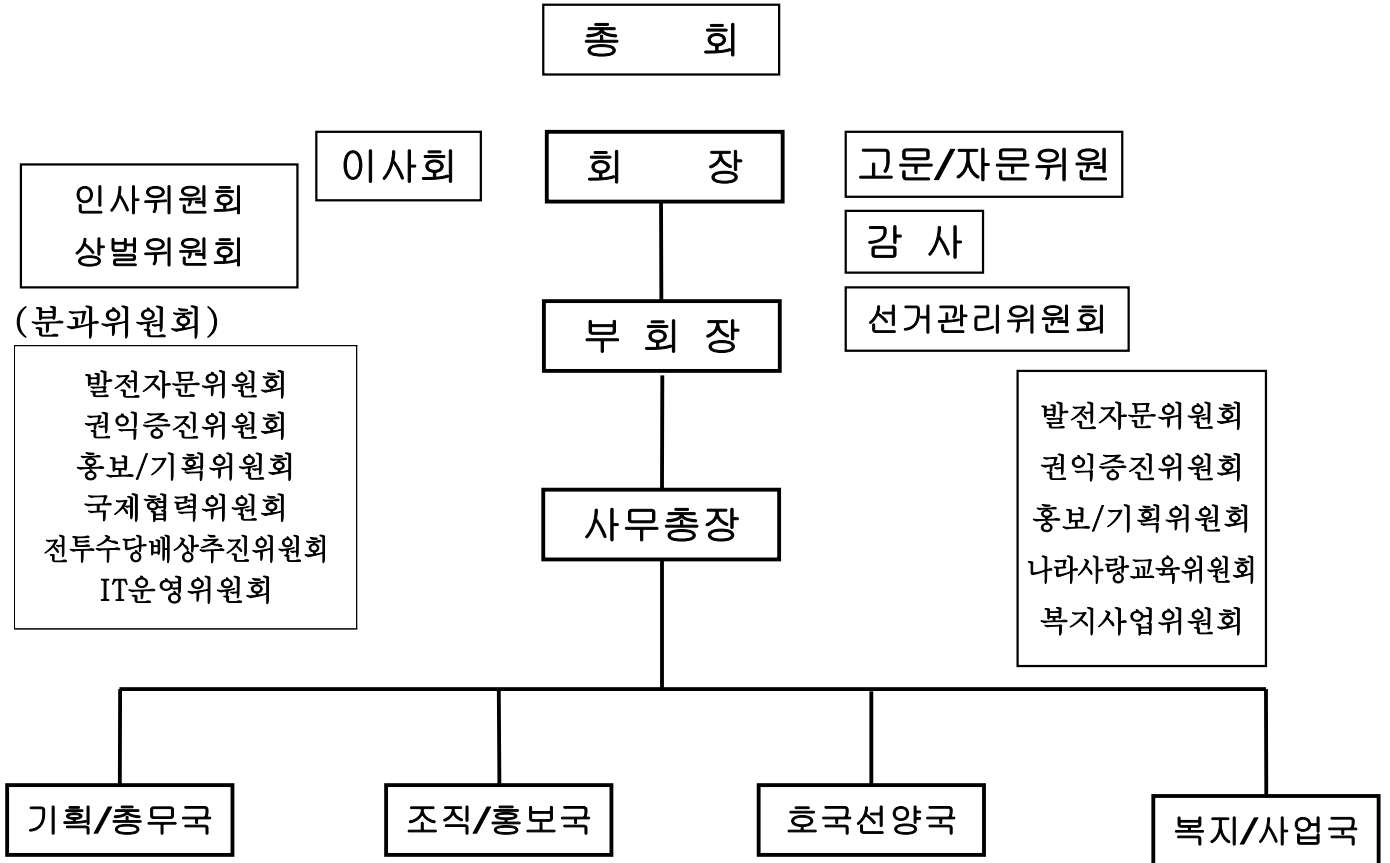 총 회
이사회
회 장
고문/자문위원
인사위원회
상벌위원회
감 사
선거관리위원회
(분과위원회)
부 회 장
발전자문위원회
권익증진위원회
홍보/기획위원회
국제협력위원회
전투수당배상추진위원회
IT운영위원회
발전자문위원회
권익증진위원회
홍보/기획위원회
나라사랑교육위원회
복지사업위원회
사무총장
기획/총무국
조직/홍보국
호국선양국
복지/사업국